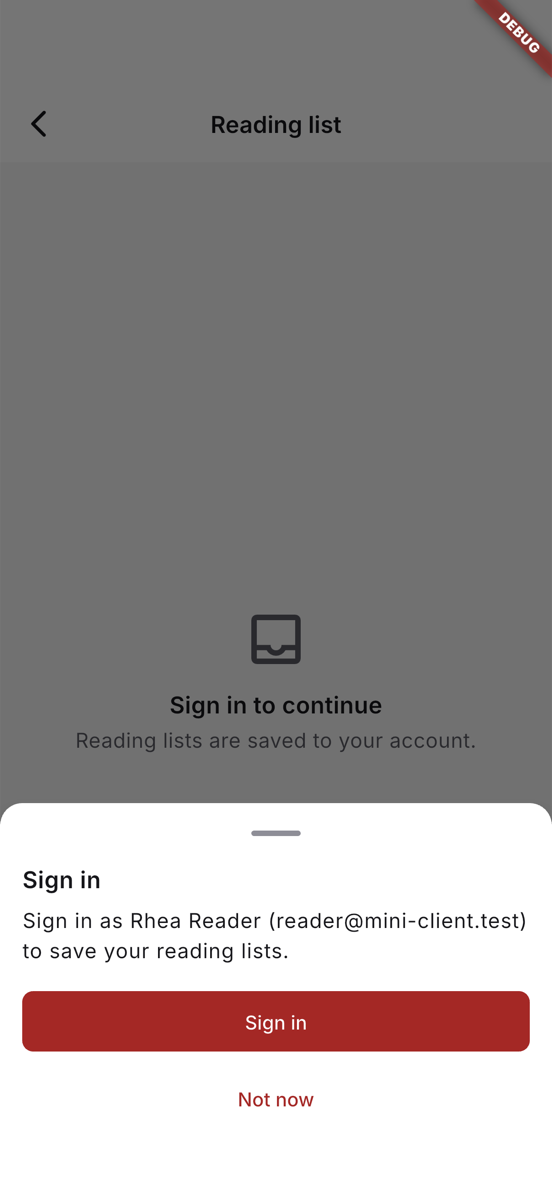 DEBUG
Reading list
Sign in to continue
Reading lists are saved to your account.
Sign in
Sign in as Rhea Reader (reader@mini-client.test)
to save your reading lists.
Sign in
Not now